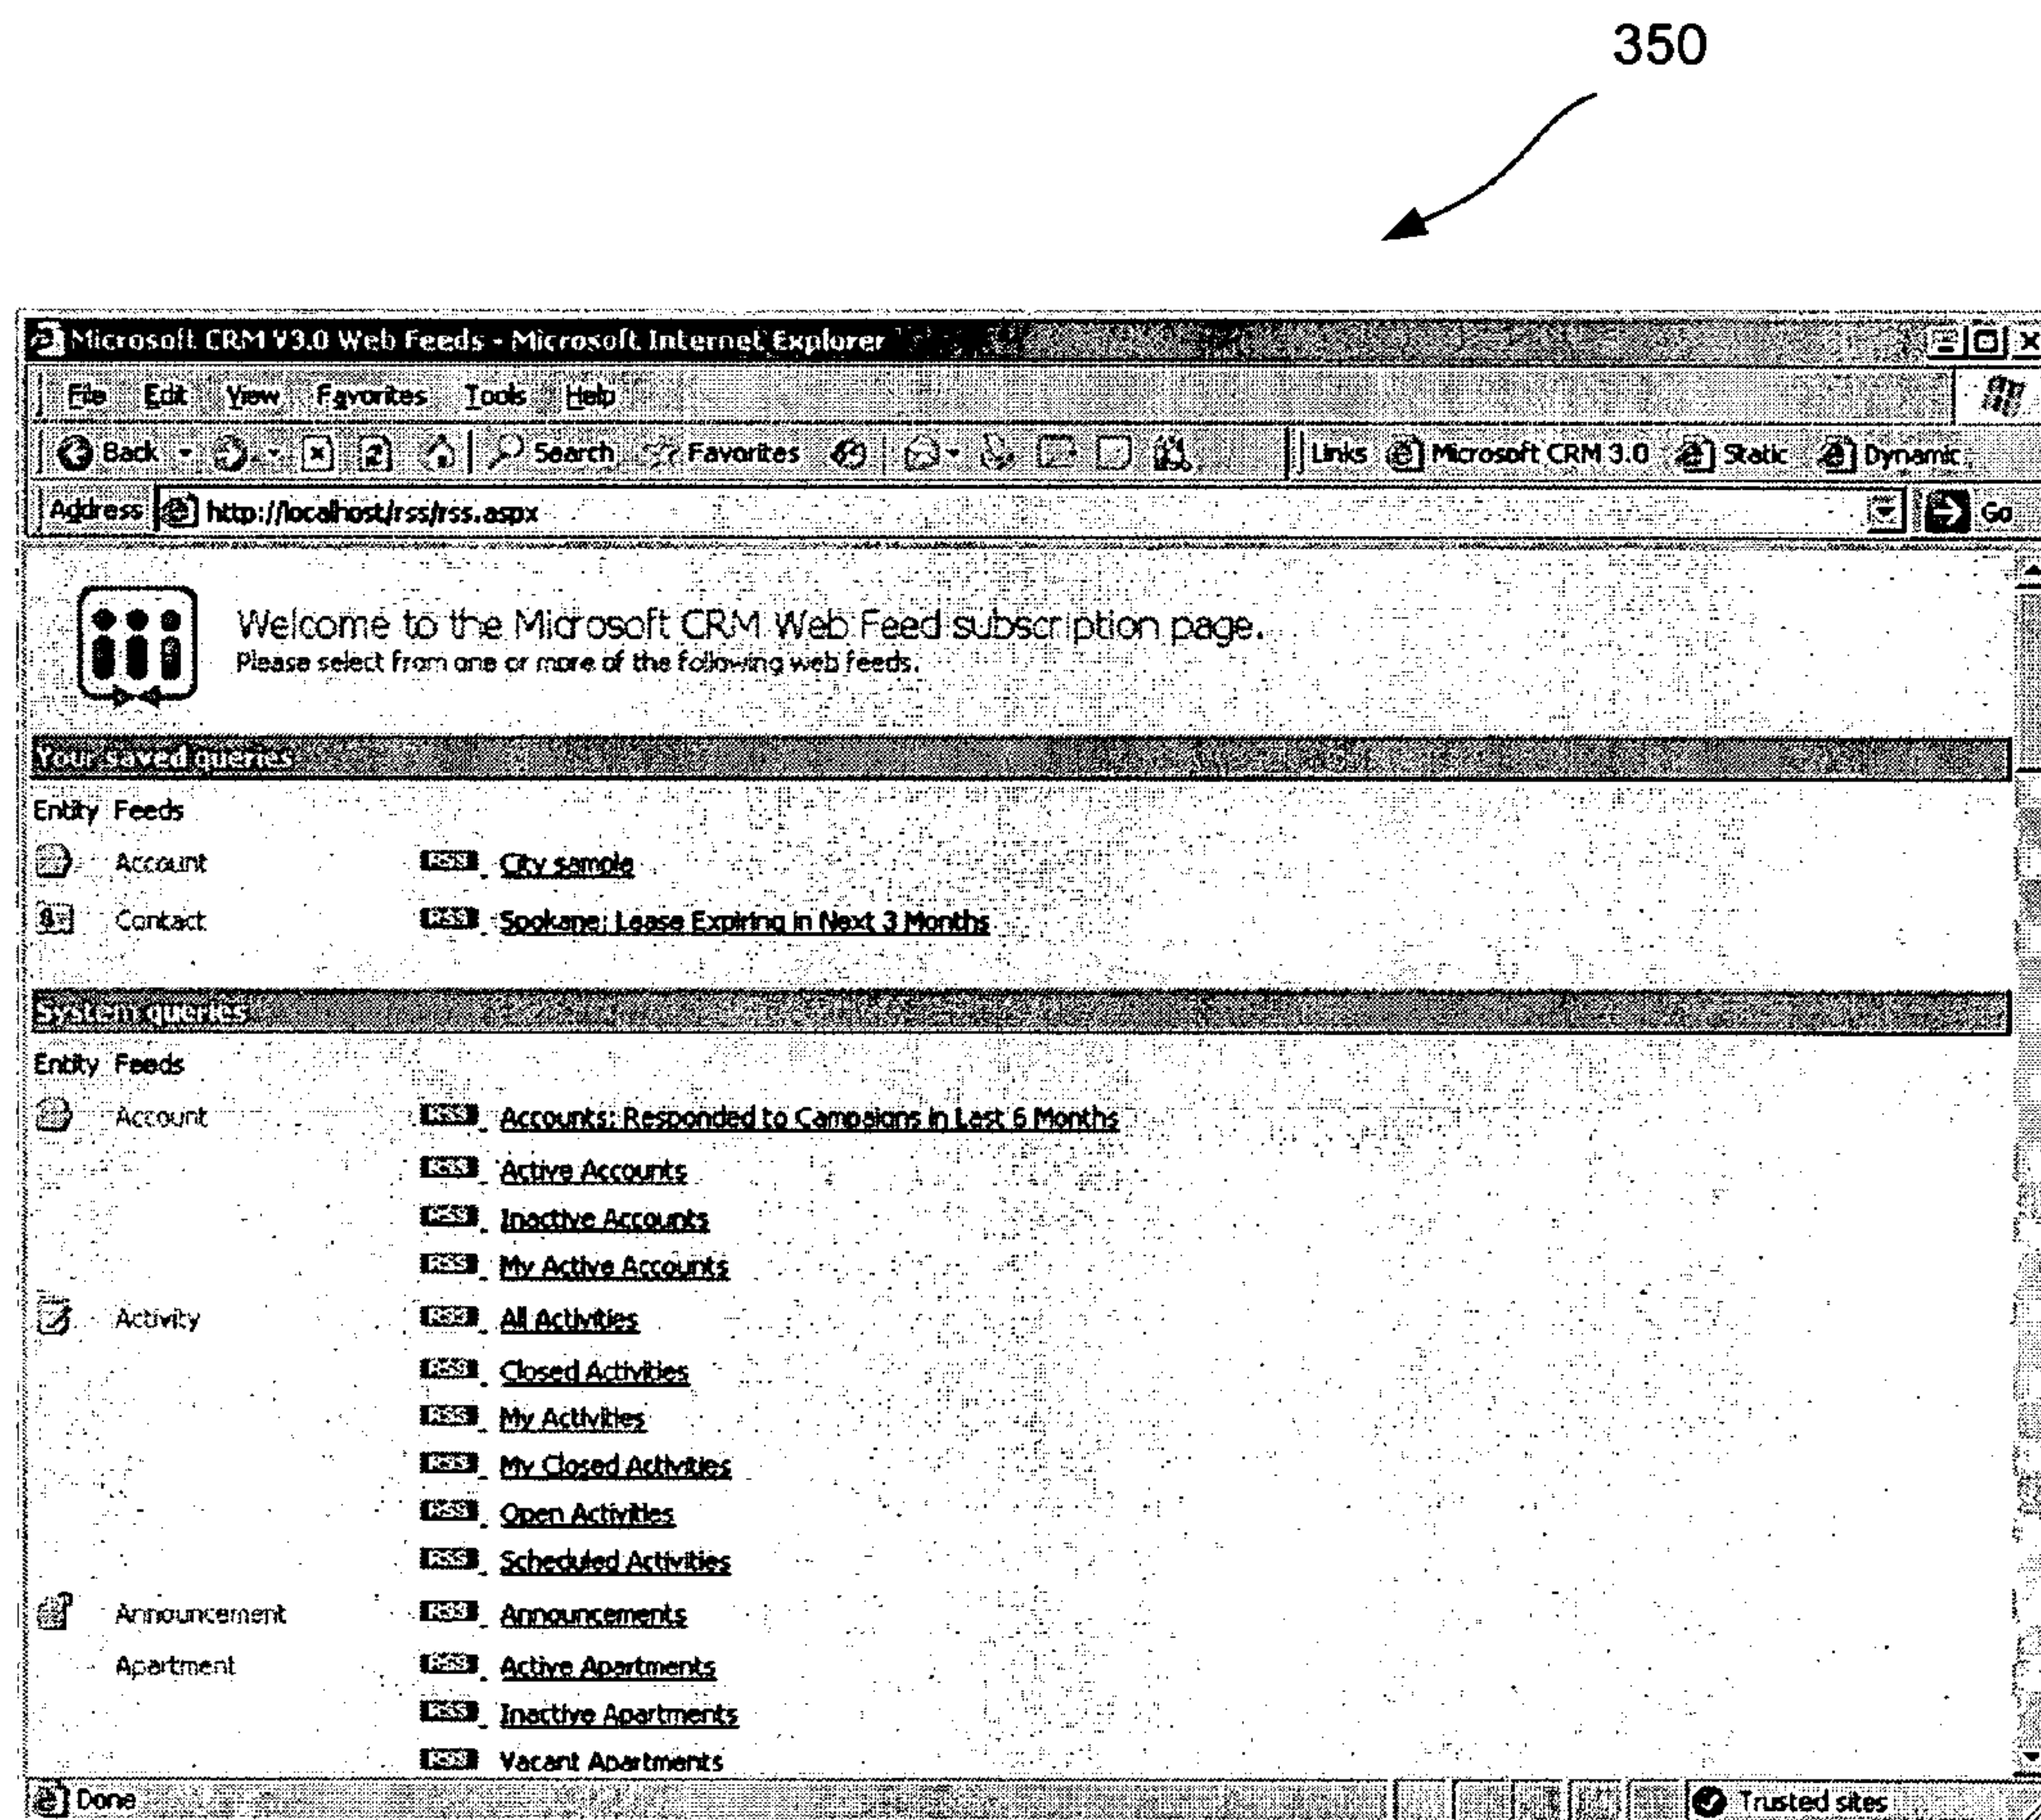 350
Microsoft CRM V3.0 Web Feeds - Microsoft Internet Explorer
File Edit View Favorites Tools Help
Back Search Favorites Links Microsoft CRM 3.0 Static Dynamic
Address http://localhost/rss/rss.aspx Go
Welcome to the Microsoft CRM Web Feed subscription page.
Please select from one or more of the following web feeds.
Your saved queries
Entity Feeds
Account RSS City sample
Contact RSS Spokane: Lease Expiring in Next 3 Months
System queries
Entity Feeds
Account RSS Accounts: Responded to Campaigns in Last 6 Months
RSS Active Accounts
RSS Inactive Accounts
RSS My Active Accounts
Activity RSS All Activities
RSS Closed Activities
RSS My Activities
RSS My Closed Activities
RSS Open Activities
RSS Scheduled Activities
Announcement RSS Announcements
Apartment RSS Active Apartments
RSS Inactive Apartments
RSS Vacant Apartments
Done Trusted sites